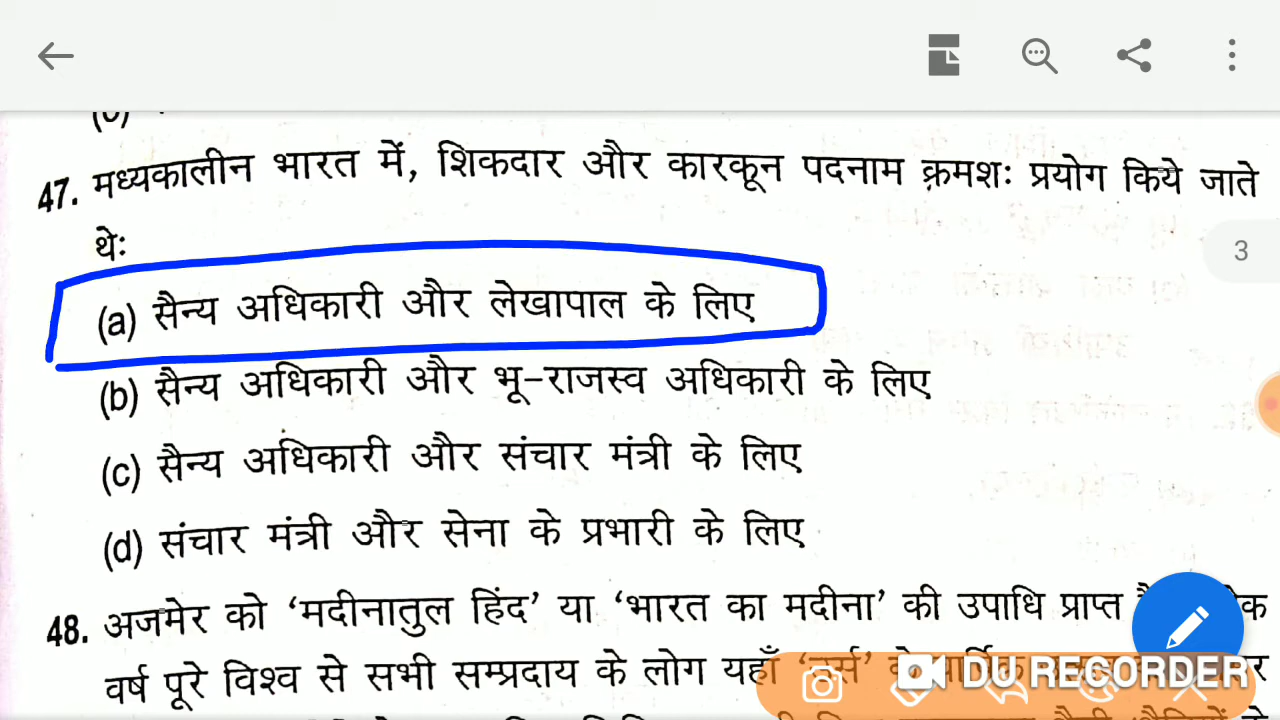 47. मध्यकालीन भारत में, शिकदार और कारकून पदनाम क्रमशः प्रयोग किये जाते
3
थेः
(a) सैन्य अधिकारी और लेखापाल के लिए
(b) सैन्य अधिकारी और भू-राजस्व अधिकारी के लिए
(c) सैन्य अधिकारी और संचार मंत्री के लिए
(d) संचार मंत्री और सेना के प्रभारी के लिए
48. अजमेर को ‘मदीनातुल हिंद’ या ‘भारत का मदीना’ की उपाधि प्राप्त
वर्ष पूरे विश्व से सभी सम्प्रदाय के लोग यहाँ
DU RECORDER